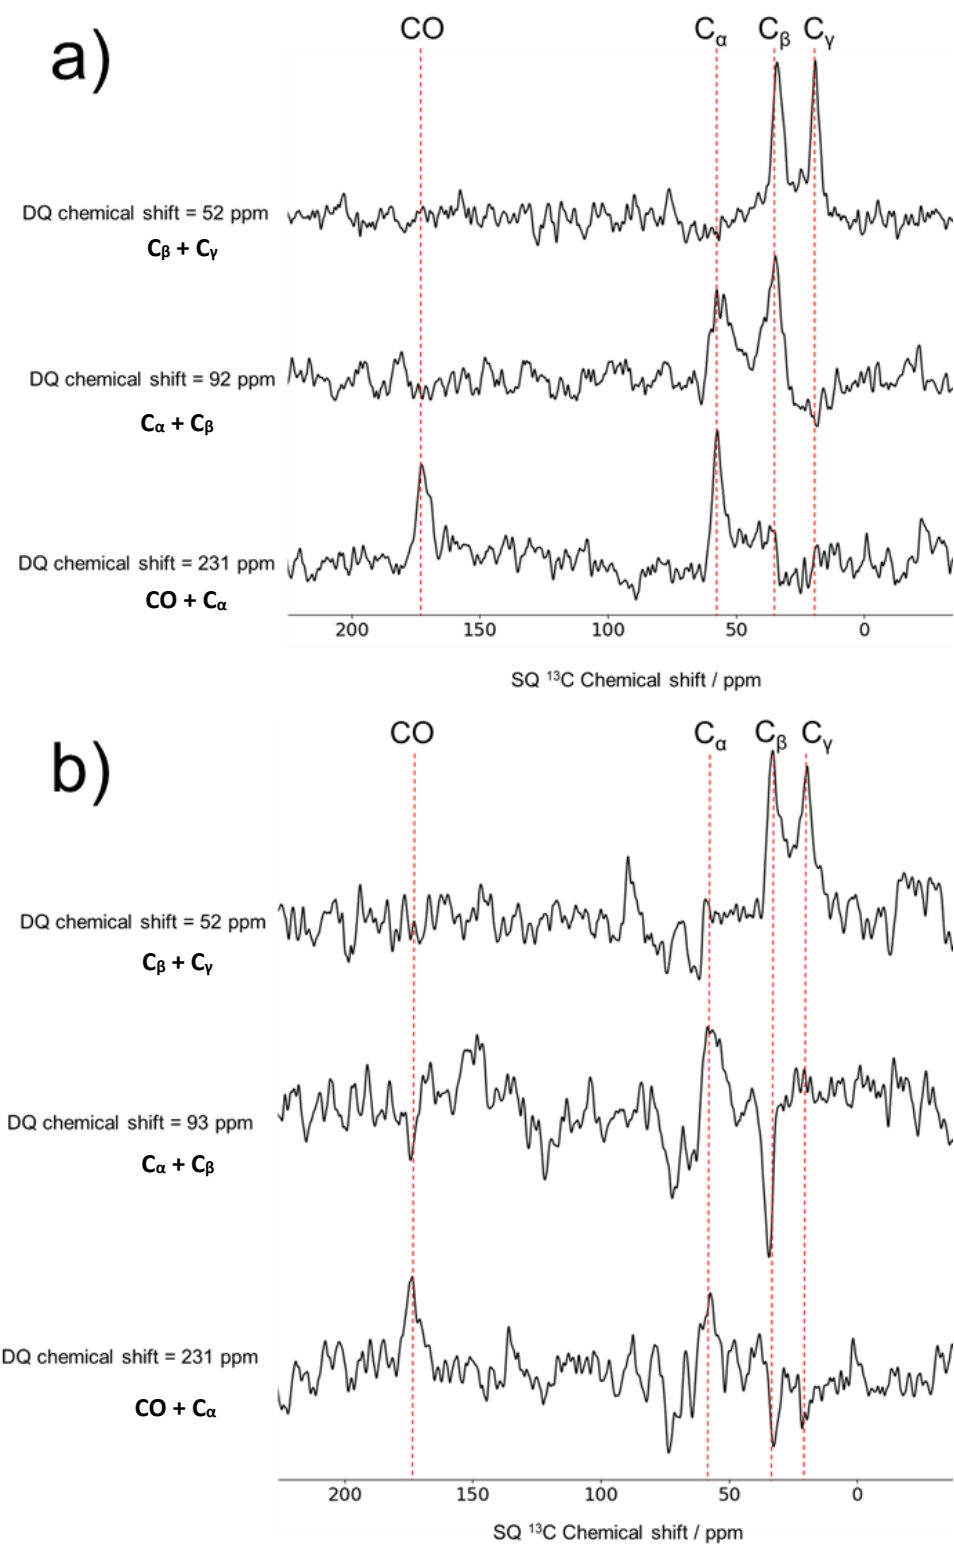 a)
CO Cα Cβ Cγ
DQ chemical shift = 52 ppm
Cβ + Cγ
DQ chemical shift = 92 ppm
Cα + Cβ
DQ chemical shift = 231 ppm
CO + Cα
200 150 100 50 0
SQ ¹³C Chemical shift / ppm
b)
CO Cα Cβ Cγ
DQ chemical shift = 52 ppm
Cβ + Cγ
DQ chemical shift = 93 ppm
Cα + Cβ
DQ chemical shift = 231 ppm
CO + Cα
200 150 100 50 0
SQ ¹³C Chemical shift / ppm